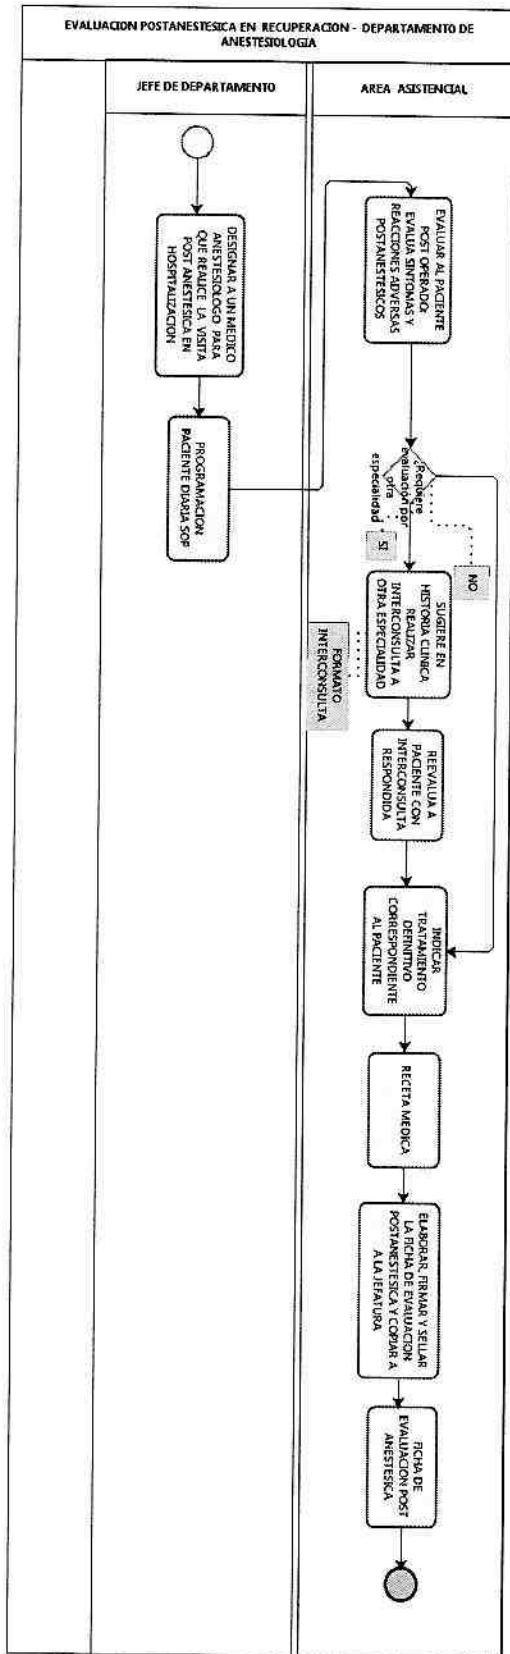 EVALUACION POSTANESTESICA EN RECUPERACION - DEPARTAMENTO DE
ANESTESIOLOGIA
JEFE DE DEPARTAMENTO
AREA ASISTENCIAL
DESIGNAR A UN MEDICO
ANESTESIOLOGO PARA
QUE REALICE LA VISITA
POST ANESTESICA EN
HOSPITALIZACION
PROGRAMACION
PACIENTE DIARIA SOP
EVALUAR AL PACIENTE
POST OPERADO:
EVALUA SINTOMAS Y
REACCIONES ADVERSAS
POSTANESTESICOS
¿Requiere
evaluación por
otra
especialidad
SI
NO
SUGIERE EN
HISTORIA CLINICA
REALIZAR
INTERCONSULTA A
OTRA ESPECIALIDAD
FORMATO
INTERCONSULTA
REEVALUA A
PACIENTE CON
INTERCONSULTA
RESPONDIDA
INDICAR
TRATAMIENTO
DEFINITIVO
CORRESPONDIENTE
AL PACIENTE
RECETA MEDICA
ELABORAR, FIRMAR Y SELLAR
LA FICHA DE EVALUACION
POSTANESTESICA Y COPIAR A
A LA JEFATURA
FICHA DE
EVALUACION POST
ANESTESICA